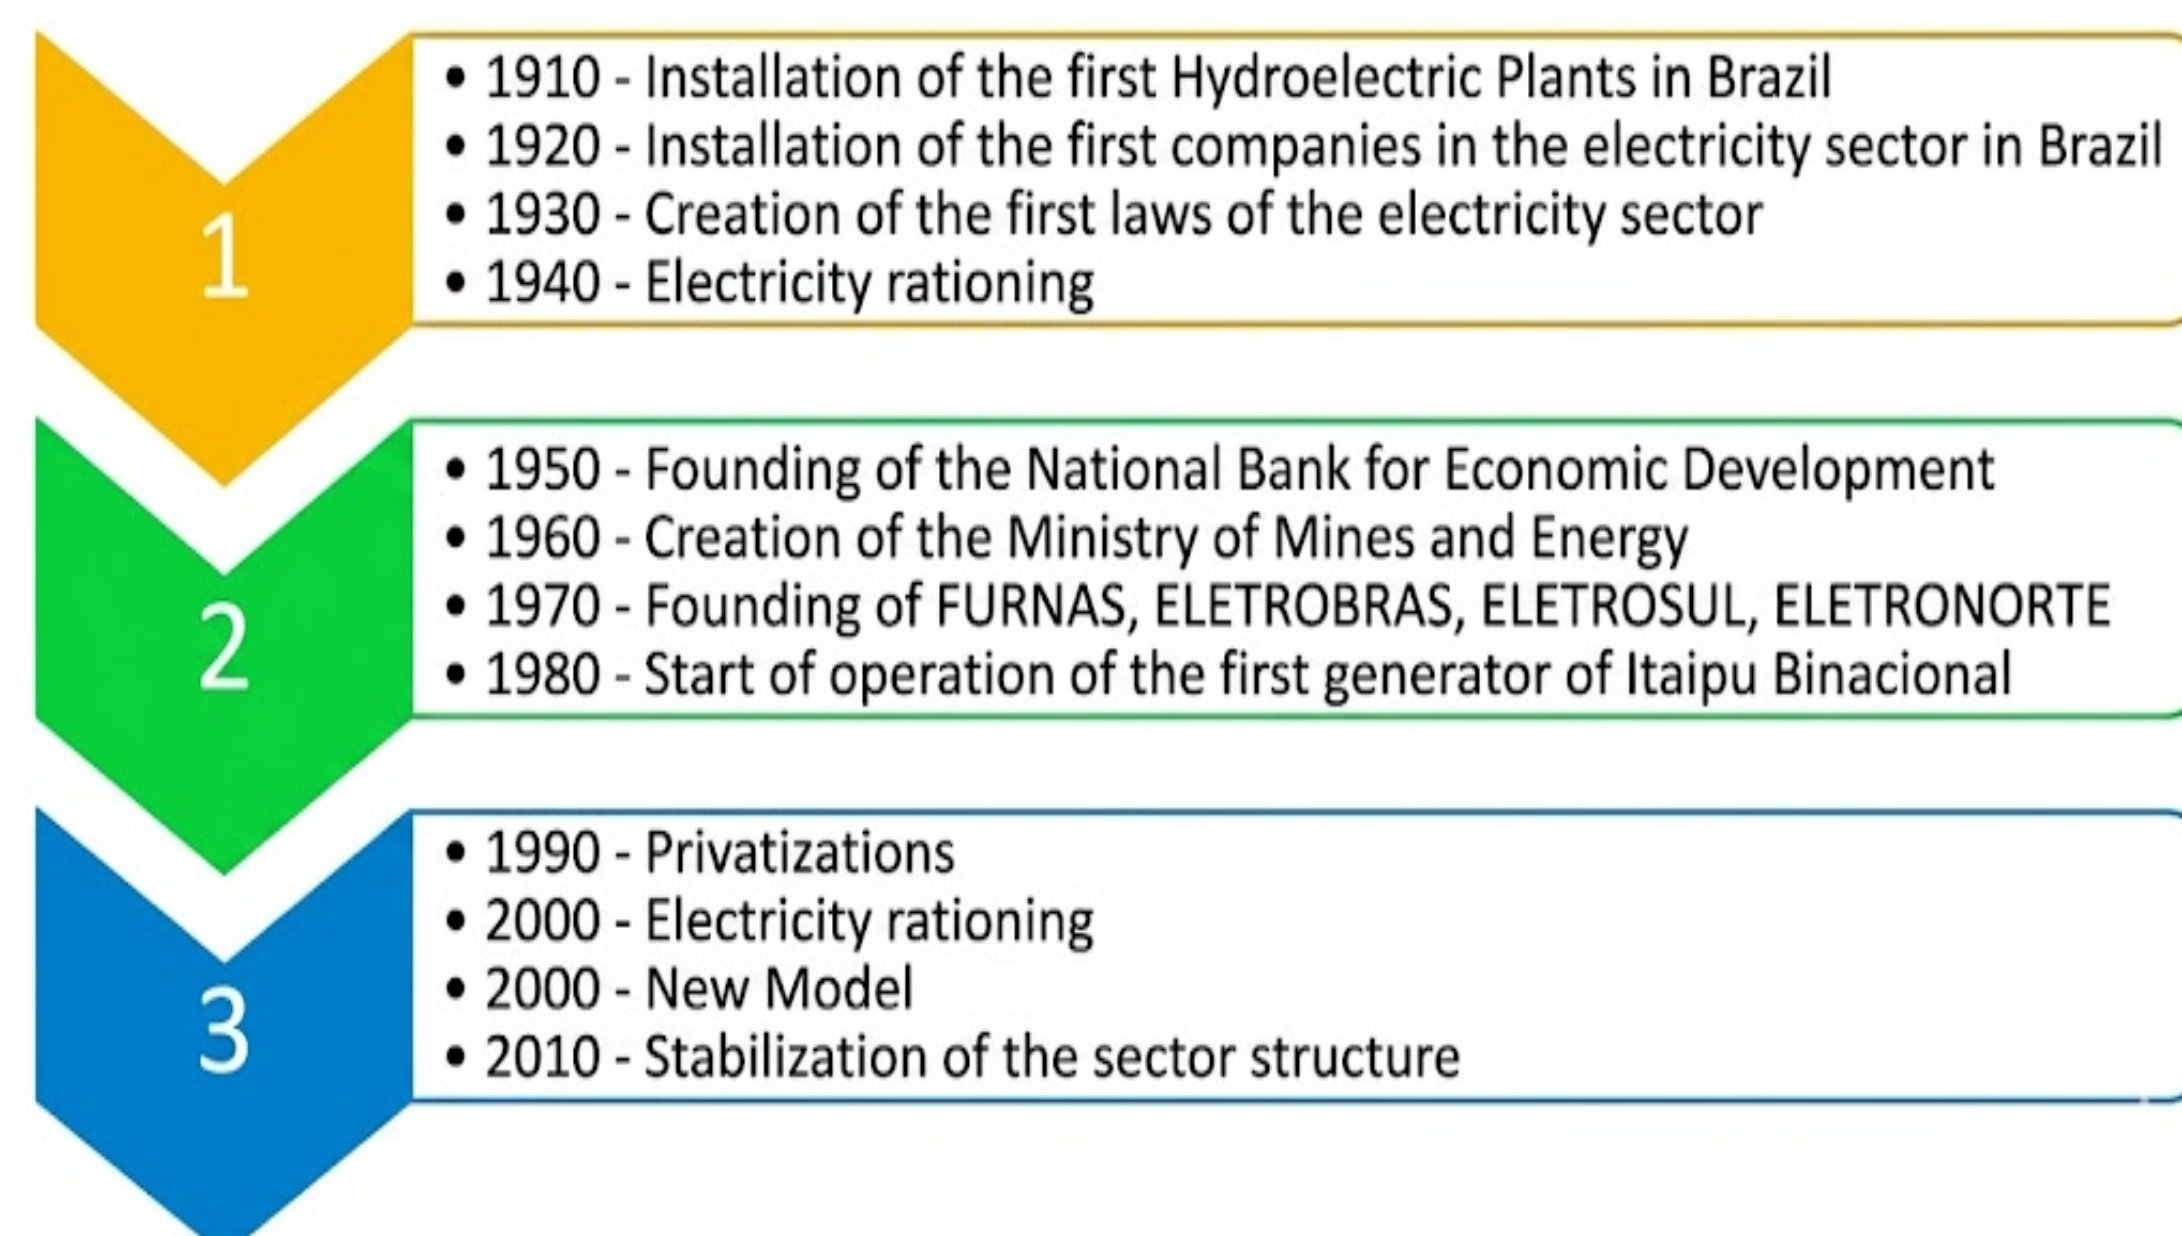 1
• 1910 - Installation of the first Hydroelectric Plants in Brazil
• 1920 - Installation of the first companies in the electricity sector in Brazil
• 1930 - Creation of the first laws of the electricity sector
• 1940 - Electricity rationing
2
• 1950 - Founding of the National Bank for Economic Development
• 1960 - Creation of the Ministry of Mines and Energy
• 1970 - Founding of FURNAS, ELETROBRAS, ELETROSUL, ELETRONORTE
• 1980 - Start of operation of the first generator of Itaipu Binacional
3
• 1990 - Privatizations
• 2000 - Electricity rationing
• 2000 - New Model
• 2010 - Stabilization of the sector structure